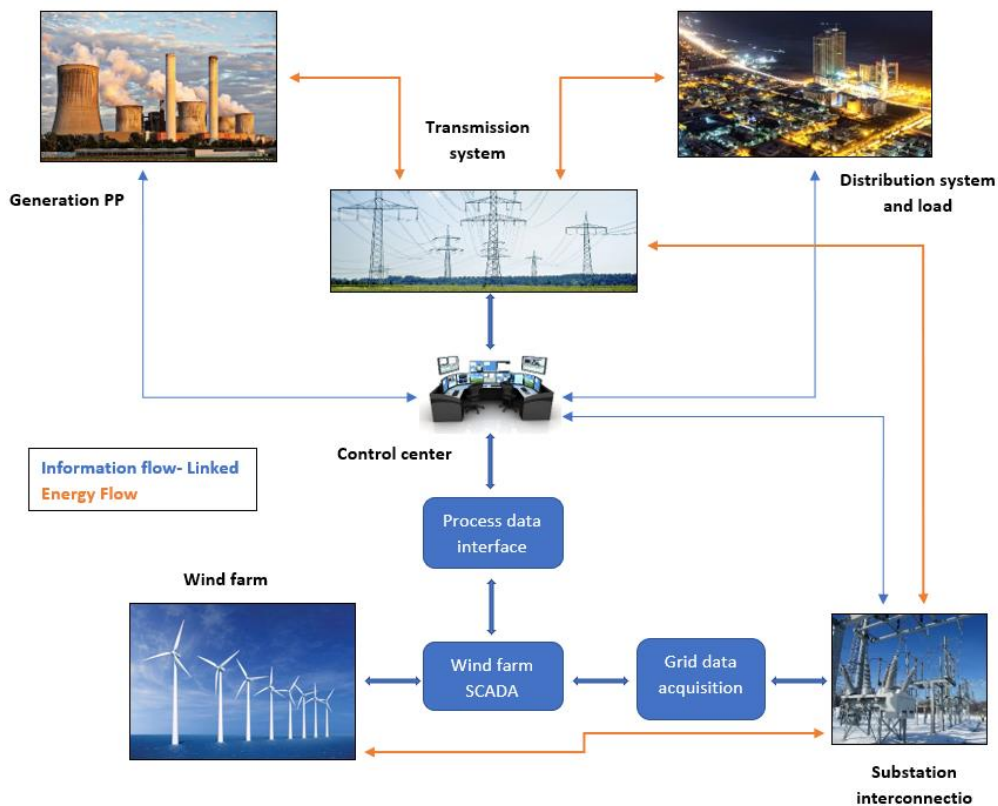 Transmission
system
Generation PP
Distribution system
and load
Control center
Information flow- Linked
Energy Flow
Process data
interface
Wind farm
Wind farm
SCADA
Grid data
acquisition
Substation
interconnectio